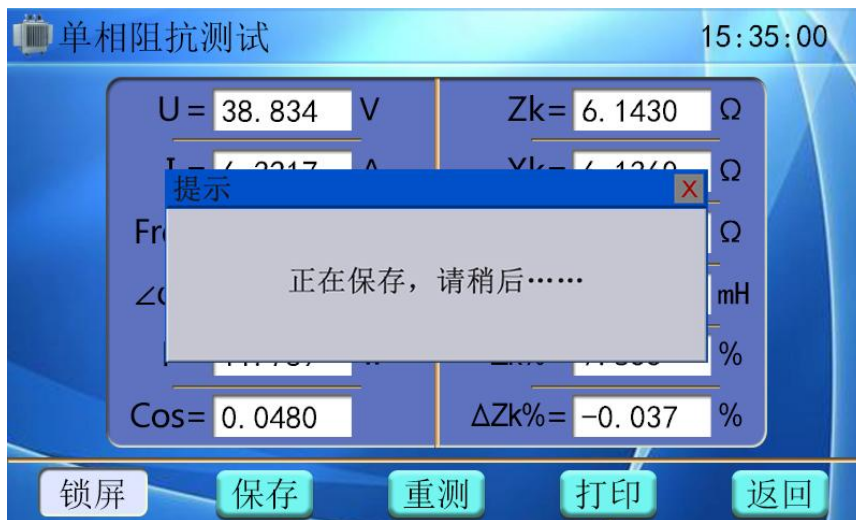 单相阻抗测试 15:35:00
U= 38.834 V Zk= 6.1430 Ω
Ω
提示 X
Ω
正在保存，请稍后……
mH
%
Cos= 0.0480 ΔZk%= -0.037 %
锁屏 保存 重测 打印 返回